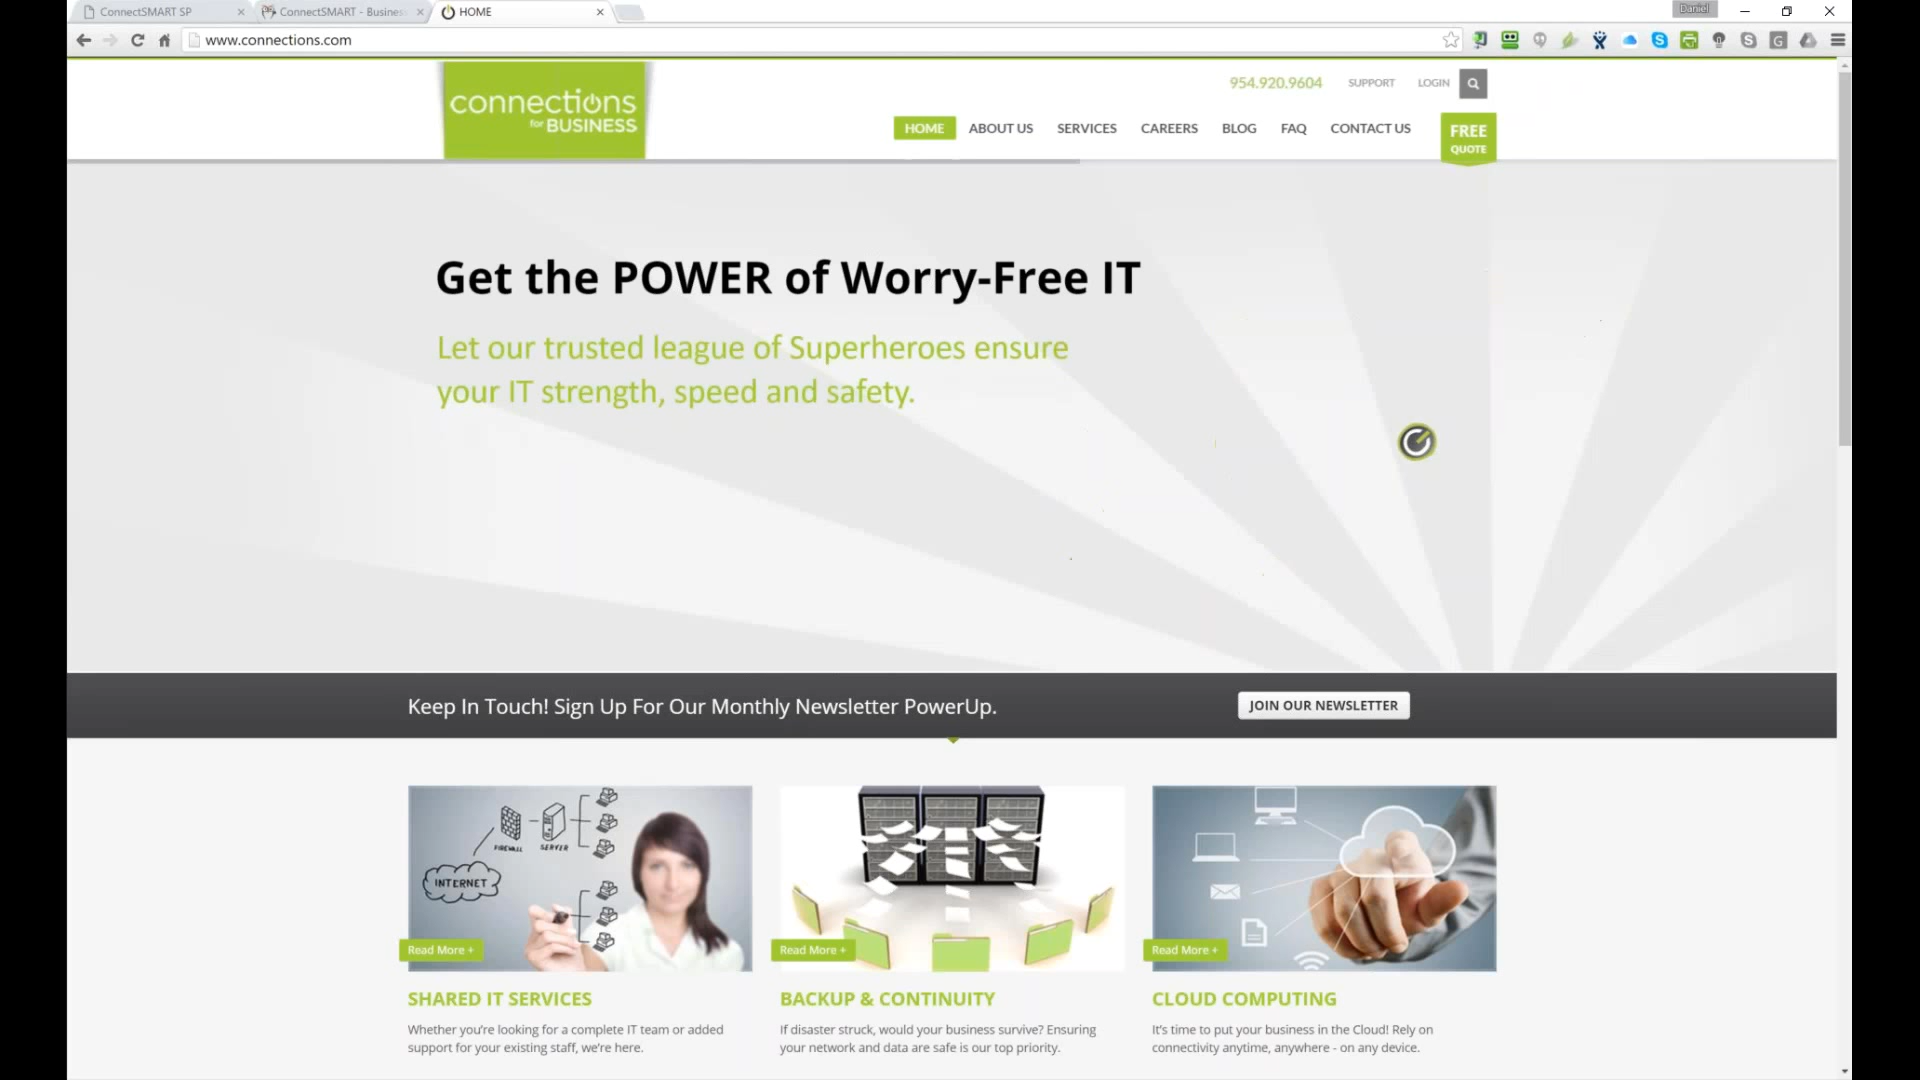 ConnectSMART SP
ConnectSMART - Busines
HOME
Daniel
www.connections.com
connections
for BUSINESS
954.920.9604
SUPPORT
LOGIN
HOME
ABOUT US
SERVICES
CAREERS
BLOG
FAQ
CONTACT US
FREE
QUOTE
Get the POWER of Worry-Free IT
Let our trusted league of Superheroes ensure
your IT strength, speed and safety.
Keep In Touch! Sign Up For Our Monthly Newsletter PowerUp.
JOIN OUR NEWSLETTER
FIREWALL
SERVER
INTERNET
Read More +
Read More +
Read More +
SHARED IT SERVICES
Whether you're looking for a complete IT team or added
support for your existing staff, we're here.
BACKUP & CONTINUITY
If disaster struck, would your business survive? Ensuring
your network and data are safe is our top priority.
CLOUD COMPUTING
It's time to put your business in the Cloud! Rely on
connectivity anytime, anywhere - on any device.